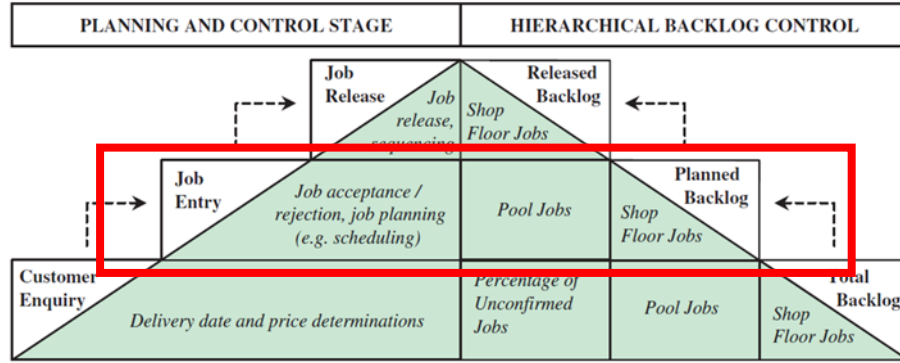 PLANNING AND CONTROL STAGE
HIERARCHICAL BACKLOG CONTROL
Job
Release
Job
release,
sequencing
Shop
Floor Jobs
Released
Backlog
Job
Entry
Job acceptance /
rejection, job planning
(e.g. scheduling)
Pool Jobs
Shop
Floor Jobs
Planned
Backlog
Customer
Enquiry
Delivery date and price determinations
Percentage of
Unconfirmed
Jobs
Pool Jobs
Shop
Floor Jobs
Total
Backlog